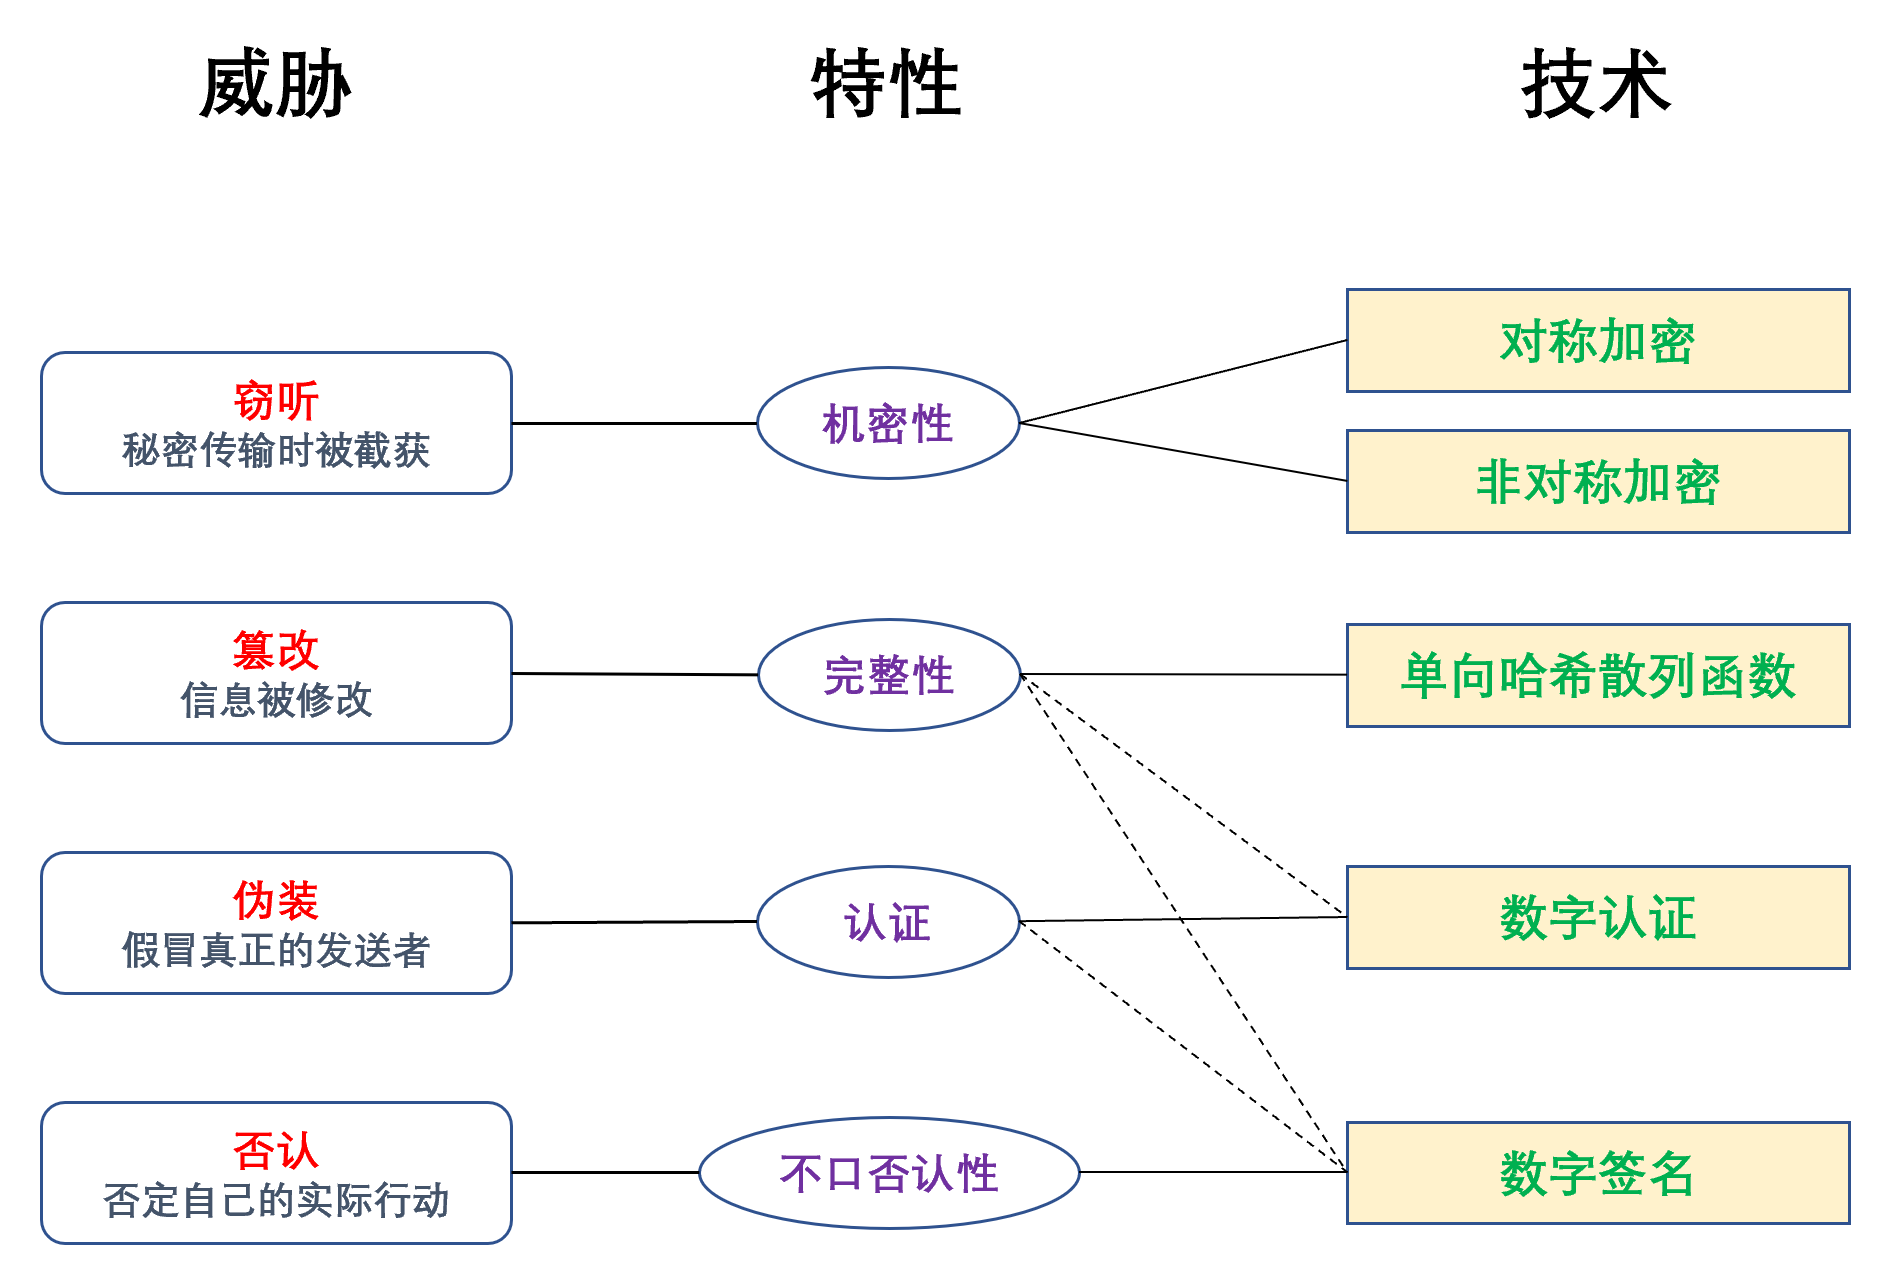 威胁
特性
技术
窃听
秘密传输时被截获
机密性
对称加密
非对称加密
篡改
信息被修改
完整性
单向哈希散列函数
伪装
假冒真正的发送者
认证
数字认证
否认
否定自己的实际行动
不口否认性
数字签名